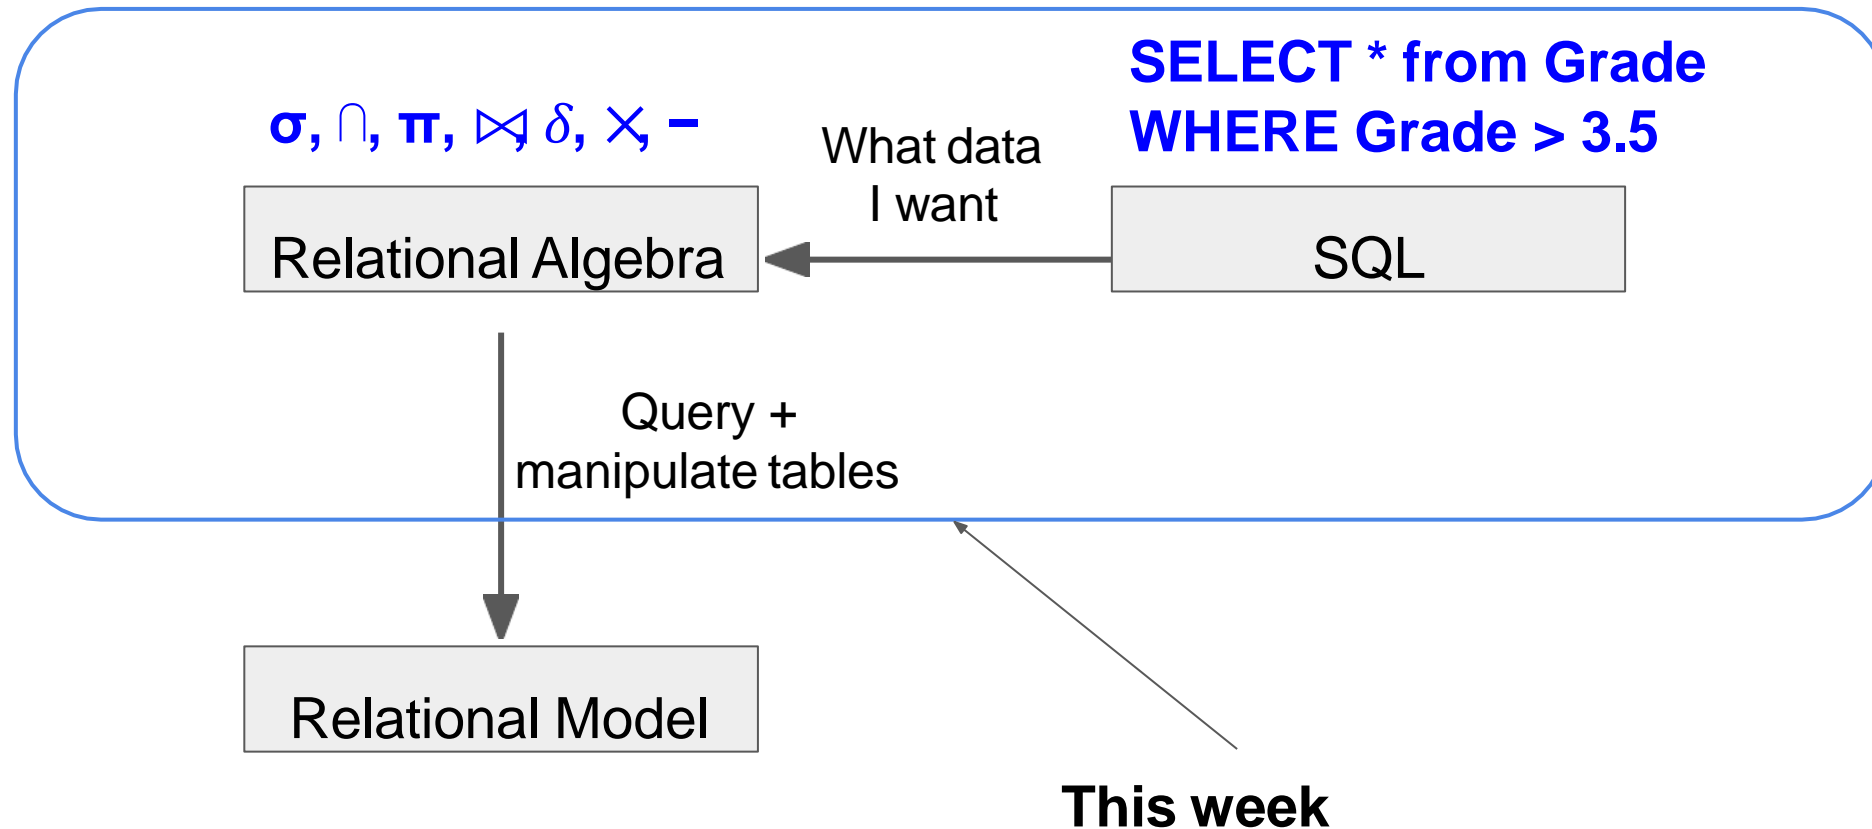 SELECT * from Grade
WHERE Grade > 3.5
σ, ∩, π, ⋈, δ, ×, −
What data
I want
Relational Algebra
SQL
Query +
manipulate tables
Relational Model
This week